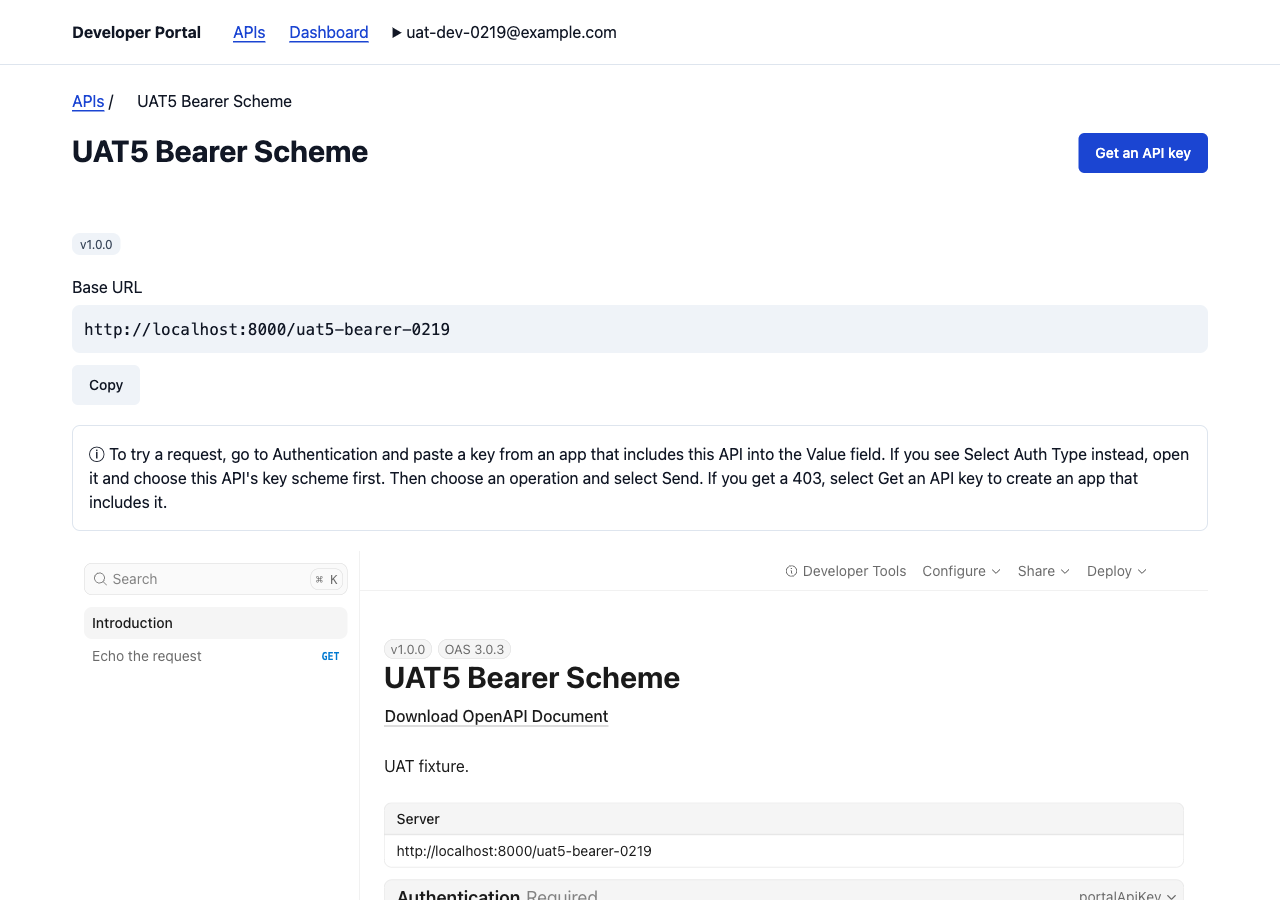 Developer Portal APIs Dashboard ▶ uat-dev-0219@example.com
APIs / UAT5 Bearer Scheme
UAT5 Bearer Scheme
Get an API key
v1.0.0
Base URL
http://localhost:8000/uat5-bearer-0219
Copy
ⓘ To try a request, go to Authentication and paste a key from an app that includes this API into the Value field. If you see Select Auth Type instead, open
it and choose this API's key scheme first. Then choose an operation and select Send. If you get a 403, select Get an API key to create an app that
includes it.
Search ⌘ K
Developer Tools Configure Share Deploy
Introduction
Echo the request GET
v1.0.0 OAS 3.0.3
UAT5 Bearer Scheme
Download OpenAPI Document
UAT fixture.
Server
http://localhost:8000/uat5-bearer-0219
Authentication Required portalApiKey